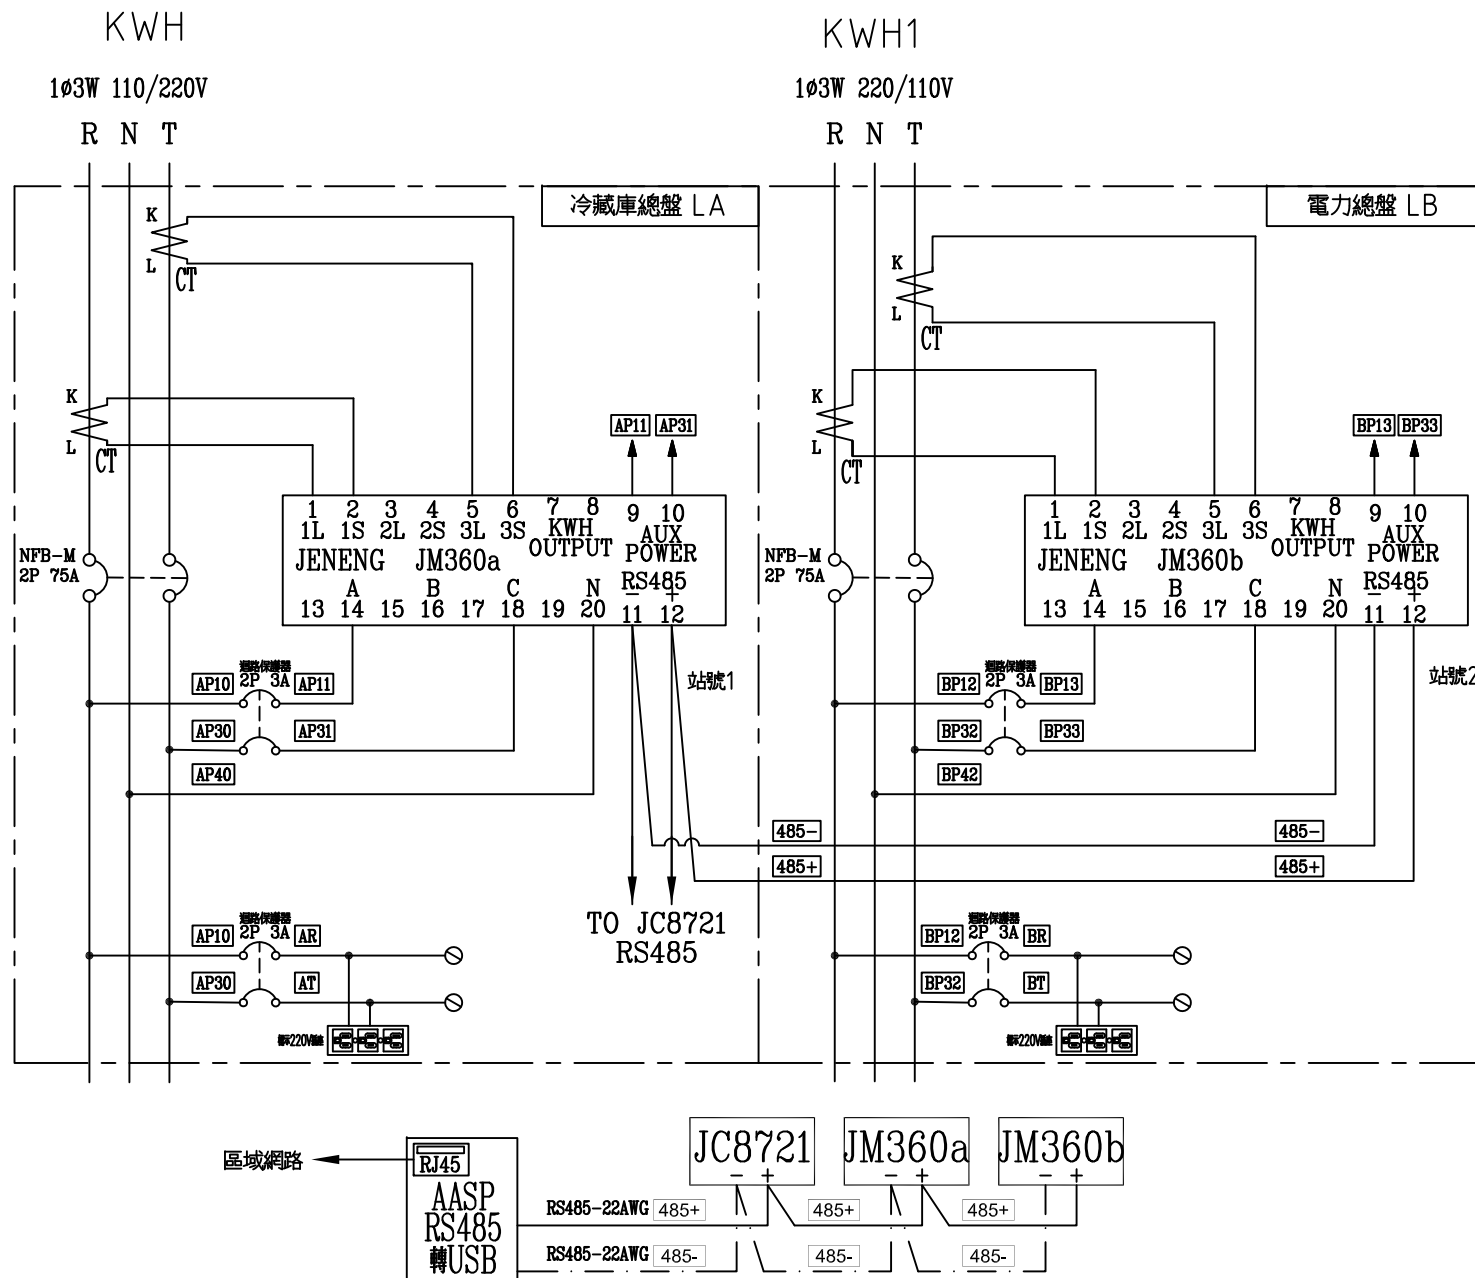 KWH
1ø3W 110/220V
R N T
冷藏庫總盤 LA
K
L
CT
K
L
CT
AP11 AP31
1 2 3 4 5 6 7 8 9 10
1L 1S 2L 2S 3L 3S KWH OUTPUT AUX POWER
JENENG JM360a
RS485
A B C N - +
13 14 15 16 17 18 19 20 11 12
NFB-M
2P 75A
站號1
AP10 迴路保護器 AP11
2P 3A
AP30 AP31
AP40
485- 485-
485+ 485+
TO JC8721
RS485
AP10 迴路保護器 AR
2P 3A
AP30 AT
220V
KWH1
1ø3W 220/110V
R N T
電力總盤 LB
K
L
CT
K
L
CT
BP13 BP33
1 2 3 4 5 6 7 8 9 10
1L 1S 2L 2S 3L 3S KWH OUTPUT AUX POWER
JENENG JM360b
RS485
A B C N - +
13 14 15 16 17 18 19 20 11 12
NFB-M
2P 75A
站號2
BP12 迴路保護器 BP13
2P 3A
BP32 BP33
BP42
BP12 迴路保護器 BR
2P 3A
BP32 BT
220V
JC8721 JM360a JM360b
- + - + - +
區域網路
RJ45
AASP
RS485
轉USB
RS485-22AWG 485+ 485+ 485+
RS485-22AWG 485- 485- 485-